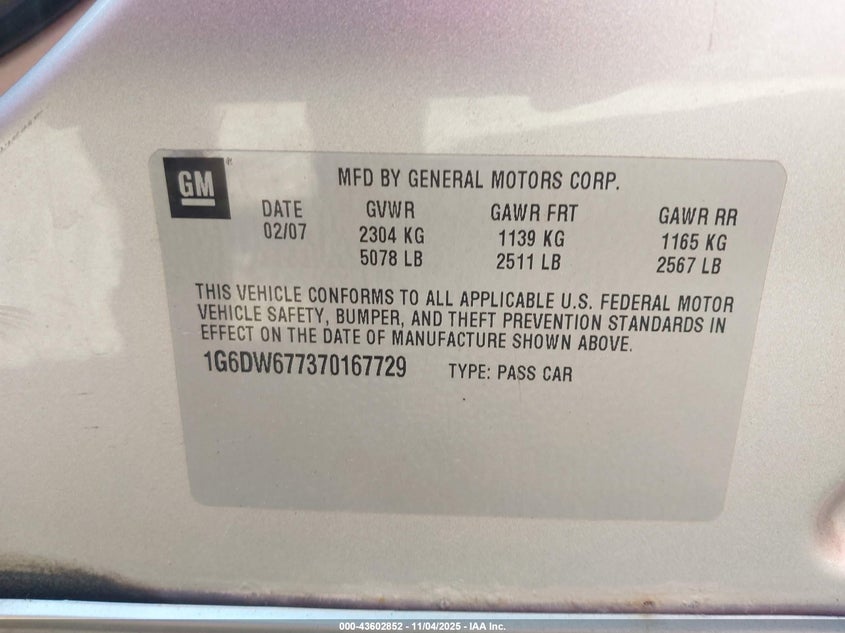 GM®
MFD BY GENERAL MOTORS CORP.
DATE GVWR GAWR FRT GAWR RR
02/07 2304 KG 1139 KG 1165 KG
5078 LB 2511 LB 2567 LB
THIS VEHICLE CONFORMS TO ALL APPLICABLE U.S. FEDERAL MOTOR
VEHICLE SAFETY, BUMPER, AND THEFT PREVENTION STANDARDS IN
EFFECT ON THE DATE OF MANUFACTURE SHOWN ABOVE.
1G6DW677370167729 TYPE: PASS CAR
000-43602852 - 11/04/2025 - IAA Inc.